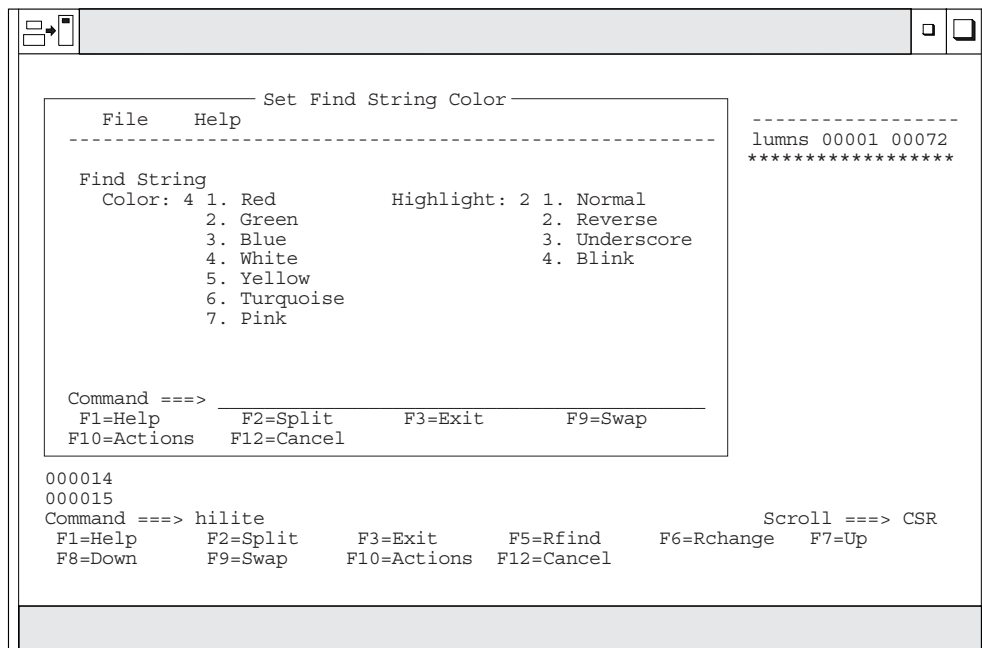 Set Find String Color
File Help
------------------
--------------------------------------------------------
lumns 00001 00072
******************
Find String
Color: 4 1. Red Highlight: 2 1. Normal
2. Green 2. Reverse
3. Blue 3. Underscore
4. White 4. Blink
5. Yellow
6. Turquoise
7. Pink
Command ===> 
F1=Help F2=Split F3=Exit F9=Swap
F10=Actions F12=Cancel
000014
000015
Command ===> hilite Scroll ===> CSR
F1=Help F2=Split F3=Exit F5=Rfind F6=Rchange F7=Up
F8=Down F9=Swap F10=Actions F12=Cancel